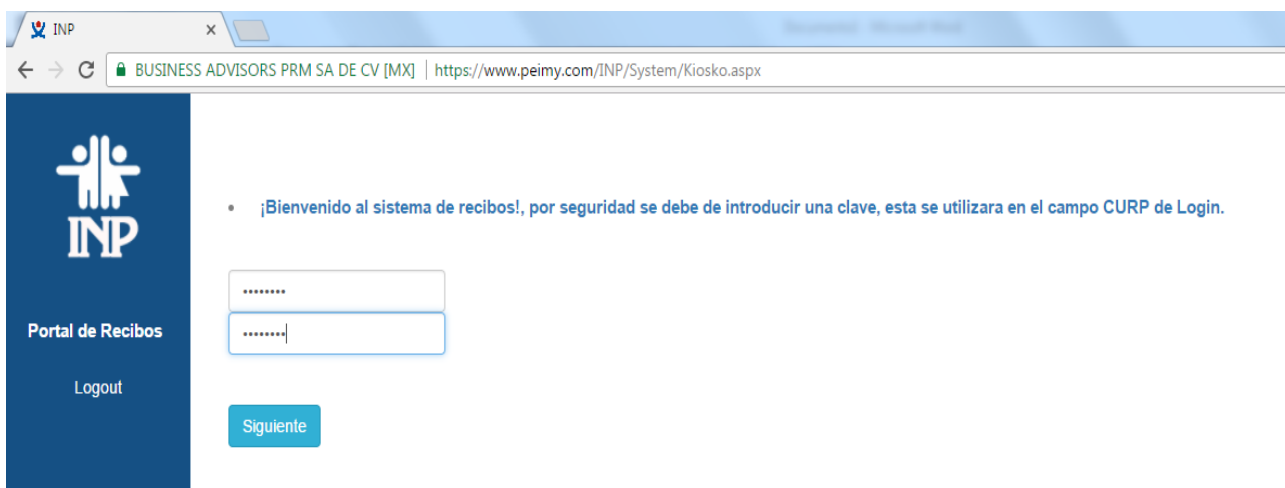 INP
BUSINESS ADVISORS PRM SA DE CV [MX] | https://www.peimy.com/INP/System/Kiosko.aspx
INP
¡Bienvenido al sistema de recibos!, por seguridad se debe de introducir una clave, esta se utilizara en el campo CURP de Login.
••••••••
Portal de Recibos
••••••••
Logout
Siguiente